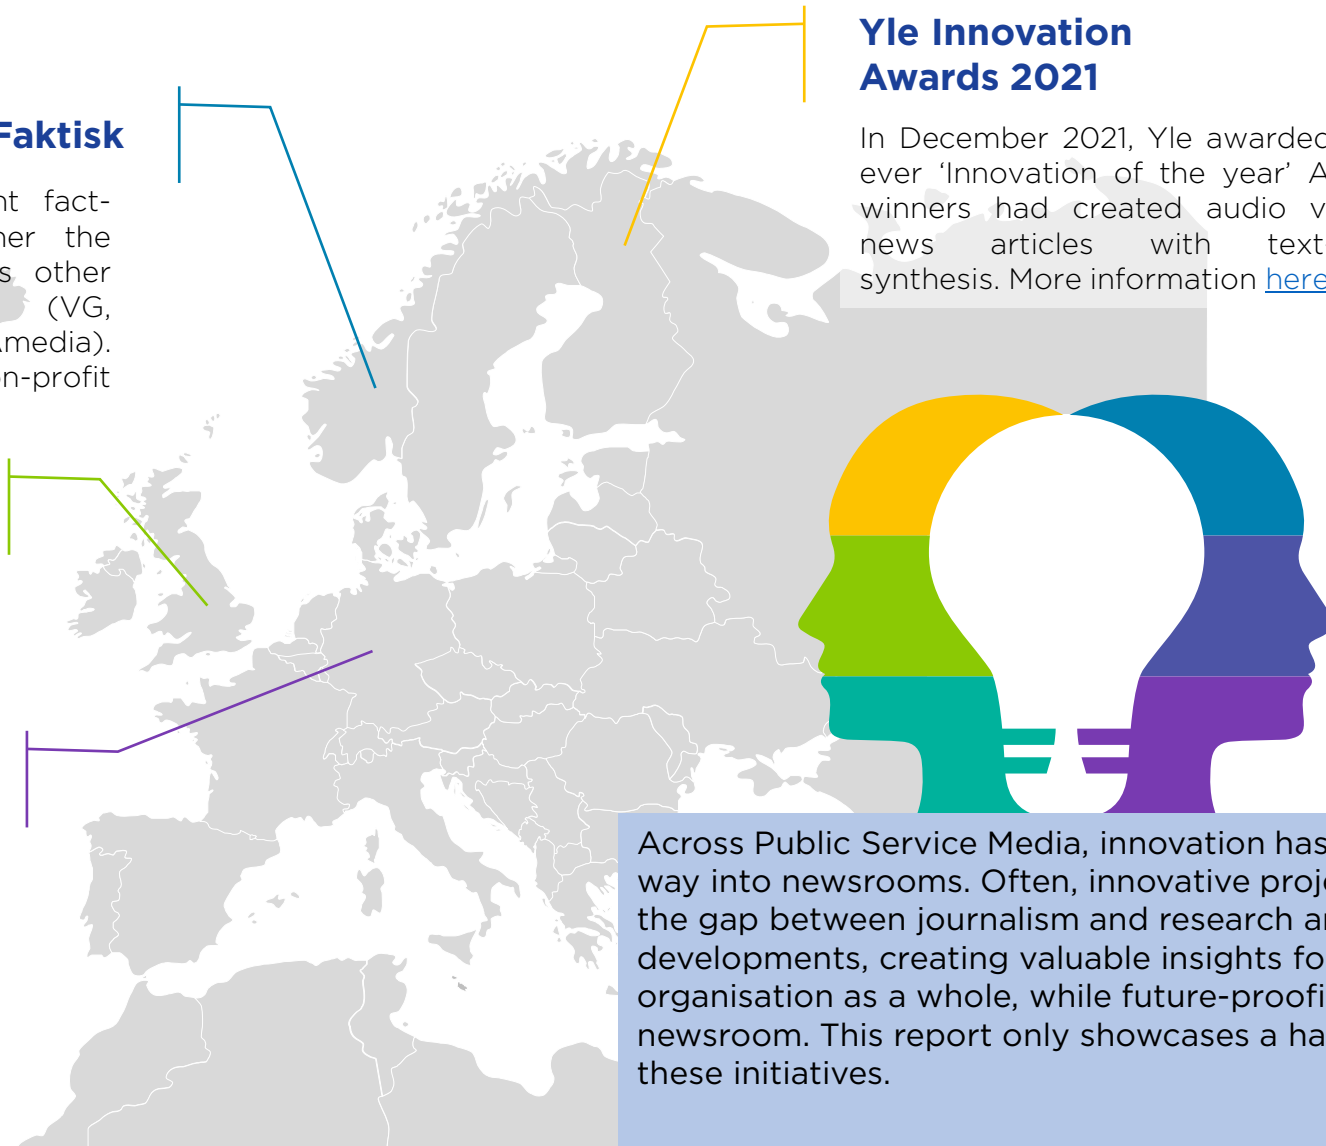 Faktisk
fact-
the
s other
(VG,
media).
n-profit
Yle Innovation
Awards 2021
In December 2021, Yle awarded
ever ‘Innovation of the year’ A
winners had created audio v
news articles with text
synthesis. More information here
Across Public Service Media, innovation has
way into newsrooms. Often, innovative proj
the gap between journalism and research a
developments, creating valuable insights fo
organisation as a whole, while future-proofi
newsroom. This report only showcases a ha
these initiatives.